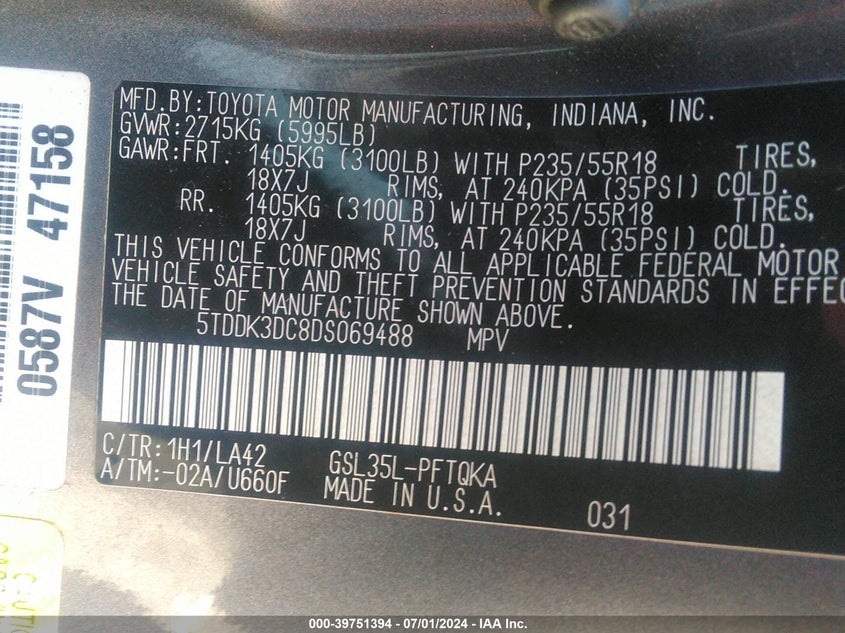 MFD.BY:TOYOTA MOTOR MANUFACTURING, INDIANA, INC.
GVWR:2715KG (5995LB)
GAWR:FRT. 1405KG (3100LB) WITH P235/55R18 TIRES,
18X7J RIMS, AT 240KPA (35PSI) COLD.
RR. 1405KG (3100LB) WITH P235/55R18 TIRES,
18X7J RIMS, AT 240KPA (35PSI) COLD.
THIS VEHICLE CONFORMS TO ALL APPLICABLE FEDERAL MOTOR
VEHICLE SAFETY AND THEFT PREVENTION STANDARDS IN EFFEC
THE DATE OF MANUFACTURE SHOWN ABOVE.
5TDDK3DC8DS069488 MPV
C/TR:1H1/LA42 GSL35L-PFTQKA
A/TM:-02A/U660F MADE IN U.S.A. 031
0587V 47158
000-39751394 | 07/01/2024 - IAA Inc.